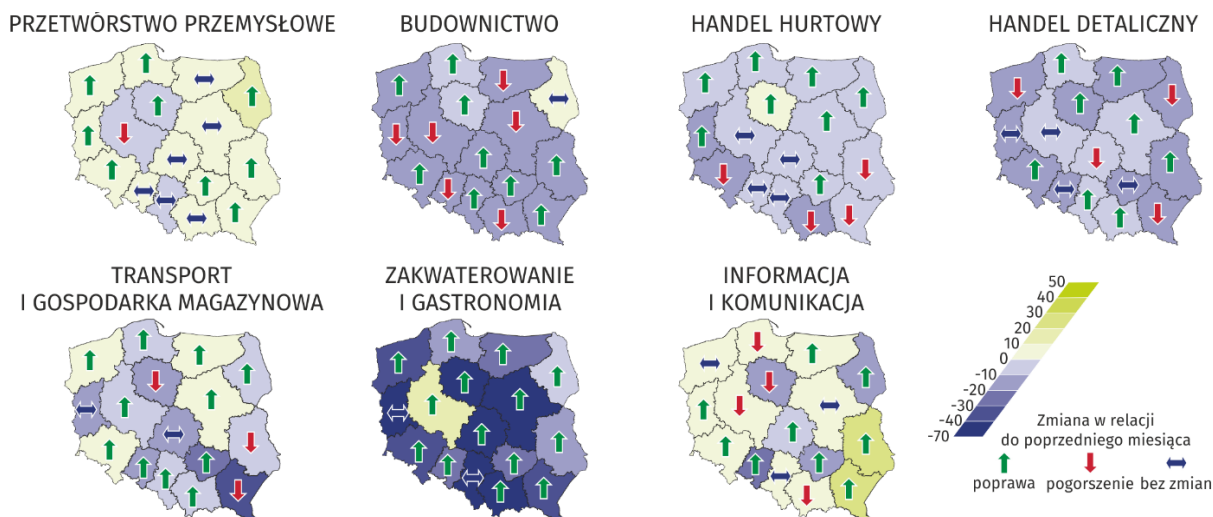 PRZETWÓRSTWO PRZEMYSŁOWE
BUDOWNICTWO
HANDEL HURTOWY
HANDEL DETALICZNY
TRANSPORT
I GOSPODARKA MAGAZYNOWA
ZAKWATEROWANIE
I GASTRONOMIA
INFORMACJA
I KOMUNIKACJA
50
40
30
20
10
0
-10
-20
-30
-40
-70
Zmiana w relacji
do poprzedniego miesiąca
poprawa pogorszenie bez zmian